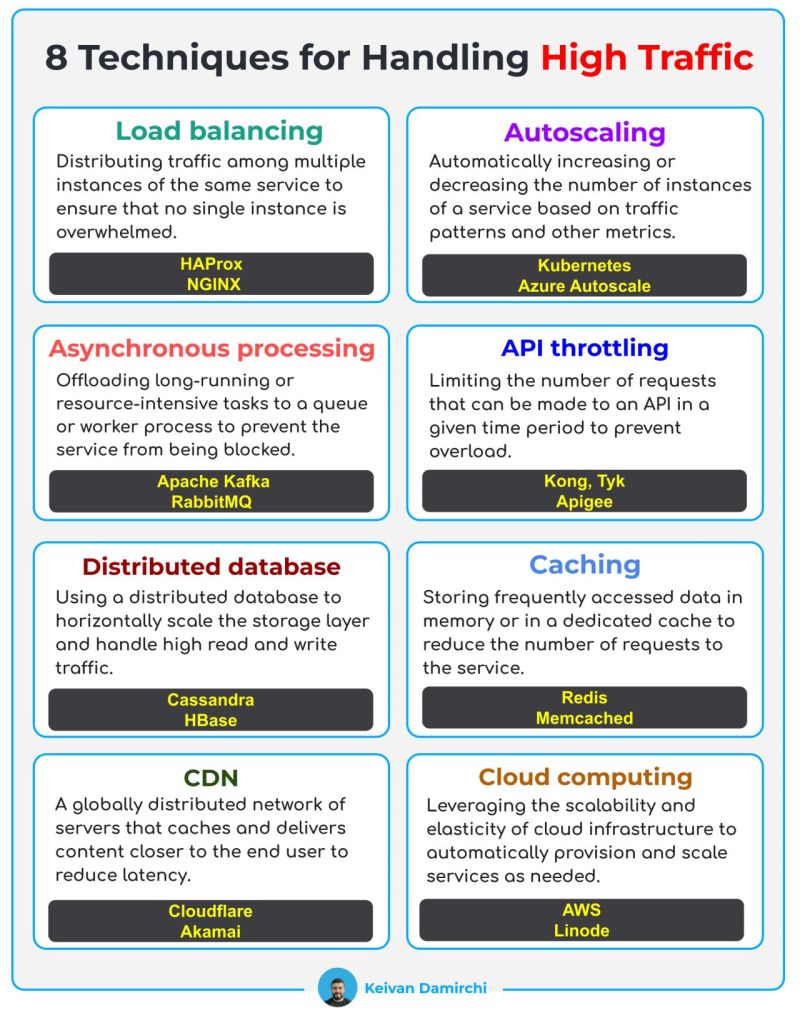 8 Techniques for Handling High Traffic
Load balancing
Distributing traffic among multiple
instances of the same service to
ensure that no single instance is
overwhelmed.
HAProx
NGINX
Autoscaling
Automatically increasing or
decreasing the number of instances
of a service based on traffic
patterns and other metrics.
Kubernetes
Azure Autoscale
Asynchronous processing
Offloading long-running or
resource-intensive tasks to a queue
or worker process to prevent the
service from being blocked.
Apache Kafka
RabbitMQ
API throttling
Limiting the number of requests
that can be made to an API in a
given time period to prevent
overload.
Kong, Tyk
Apigee
Distributed database
Using a distributed database to
horizontally scale the storage layer
and handle high read and write
traffic.
Cassandra
HBase
Caching
Storing frequently accessed data in
memory or in a dedicated cache to
reduce the number of requests to
the service.
Redis
Memcached
CDN
A globally distributed network of
servers that caches and delivers
content closer to the end user to
reduce latency.
Cloudflare
Akamai
Cloud computing
Leveraging the scalability and
elasticity of cloud infrastructure to
automatically provision and scale
services as needed.
AWS
Linode
Keivan Damirchi